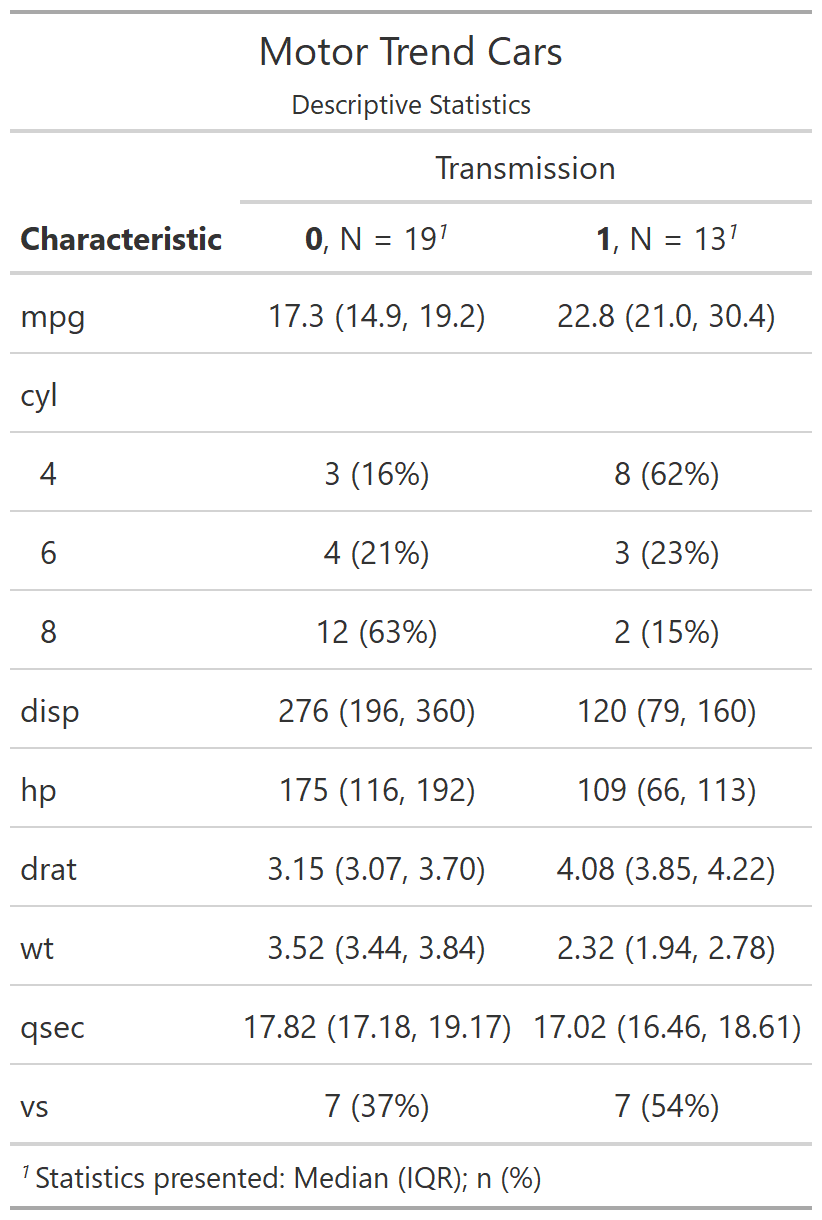 Motor Trend Cars
Descriptive Statistics
Transmission
Characteristic 0, N = 19¹ 1, N = 13¹
mpg 17.3 (14.9, 19.2) 22.8 (21.0, 30.4)
cyl
4 3 (16%) 8 (62%)
6 4 (21%) 3 (23%)
8 12 (63%) 2 (15%)
disp 276 (196, 360) 120 (79, 160)
hp 175 (116, 192) 109 (66, 113)
drat 3.15 (3.07, 3.70) 4.08 (3.85, 4.22)
wt 3.52 (3.44, 3.84) 2.32 (1.94, 2.78)
qsec 17.82 (17.18, 19.17) 17.02 (16.46, 18.61)
vs 7 (37%) 7 (54%)
¹ Statistics presented: Median (IQR); n (%)